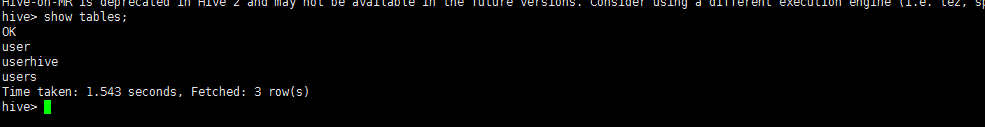 Hive-on-MR is deprecated in Hive 2 and may not be available in the future versions. Consider using a different execution engine (i.e. tez, sp
hive> show tables;
OK
user
userhive
users
Time taken: 1.543 seconds, Fetched: 3 row(s)
hive>